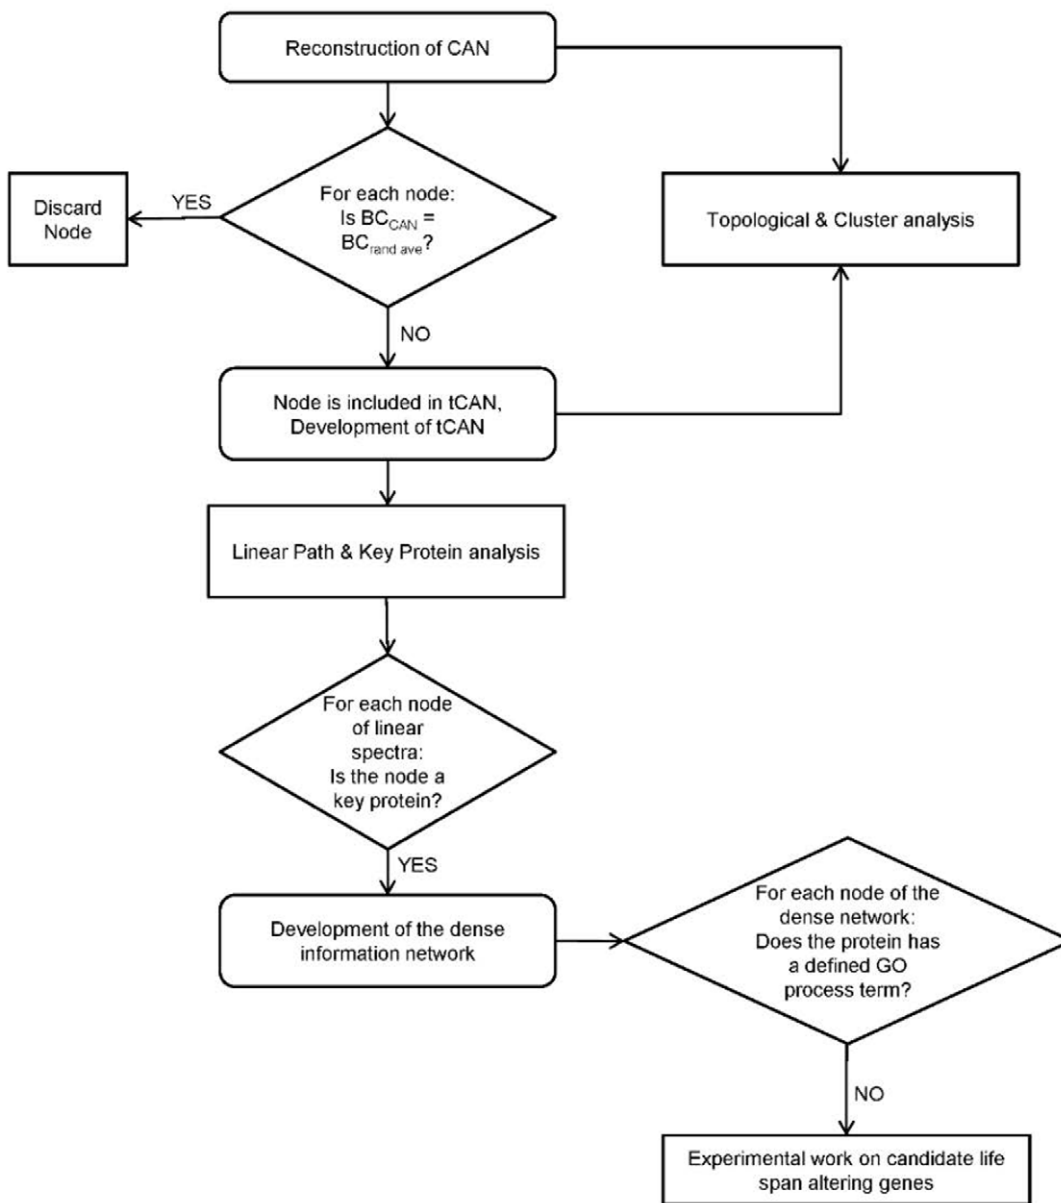 Reconstruction of CAN
For each node:
Is BC_CAN =
BC_rand ave?
YES
Discard
Node
Topological & Cluster analysis
NO
Node is included in tCAN,
Development of tCAN
Linear Path & Key Protein analysis
For each node
of linear
spectra:
Is the node a
key protein?
YES
Development of the dense
information network
For each node of the
dense network:
Does the protein has
a defined GO
process term?
NO
Experimental work on candidate life
span altering genes